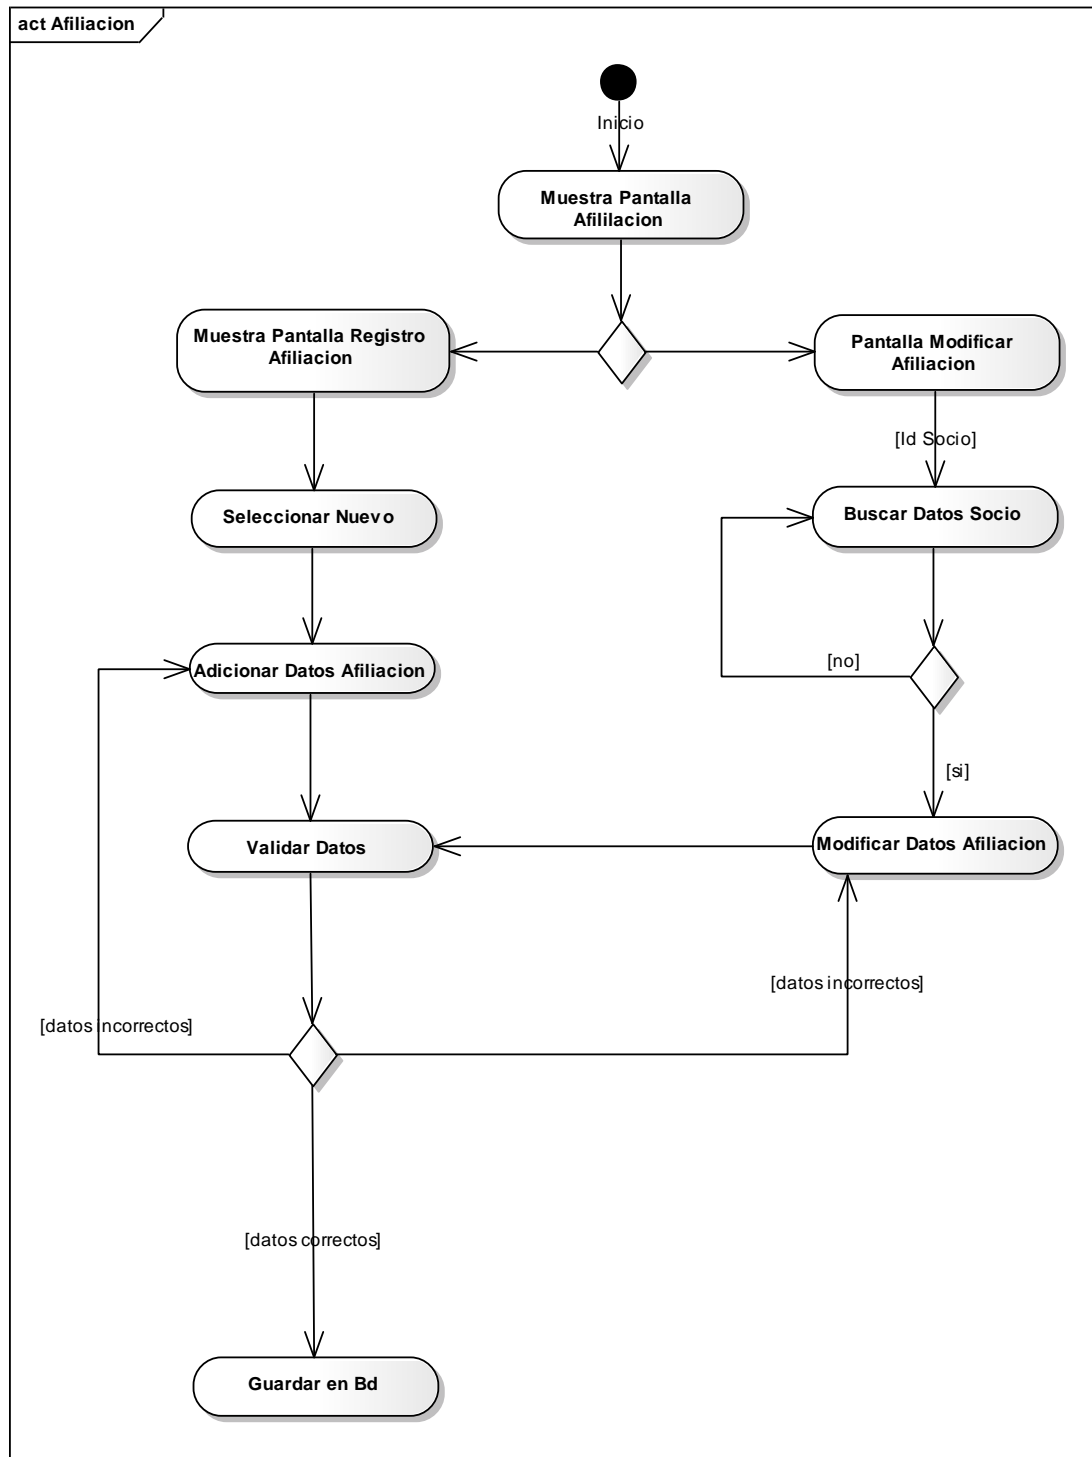 act Afiliacion
Inicio
Muestra Pantalla
Afililacion
Muestra Pantalla Registro
Afiliacion
Pantalla Modificar
Afiliacion
[Id Socio]
Seleccionar Nuevo
Buscar Datos Socio
[no]
Adicionar Datos Afiliacion
[si]
Validar Datos
Modificar Datos Afiliacion
[datos incorrectos]
[datos incorrectos]
[datos correctos]
Guardar en Bd